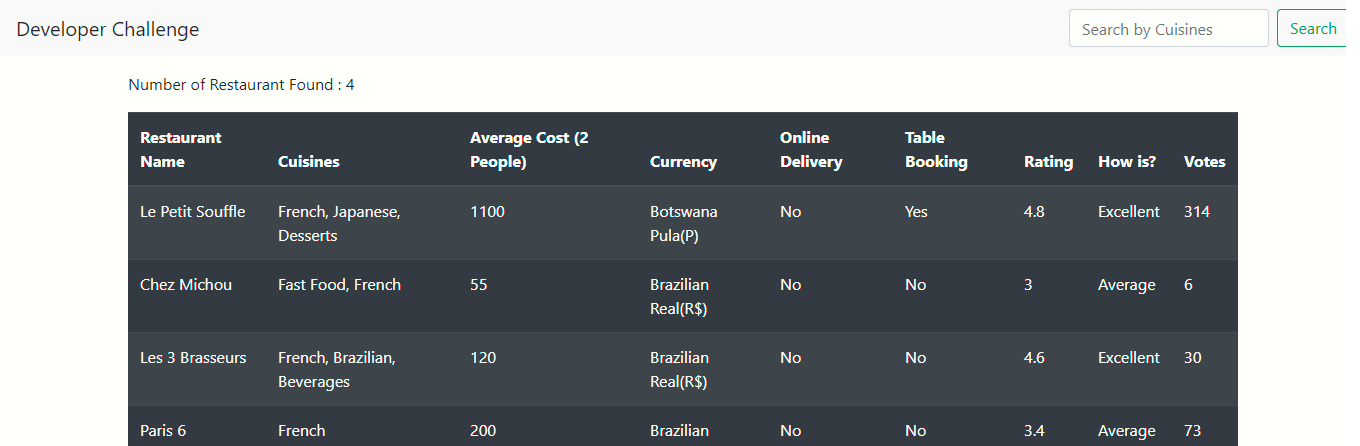 Developer Challenge
Search by Cuisines
Search
Number of Restaurant Found : 4
Restaurant Name Cuisines Average Cost (2 People) Currency Online Delivery Table Booking Rating How is? Votes
Le Petit Souffle French, Japanese, Desserts 1100 Botswana Pula(P) No Yes 4.8 Excellent 314
Chez Michou Fast Food, French 55 Brazilian Real(R$) No No 3 Average 6
Les 3 Brasseurs French, Brazilian, Beverages 120 Brazilian Real(R$) No No 4.6 Excellent 30
Paris 6 French 200 Brazilian No No 3.4 Average 73